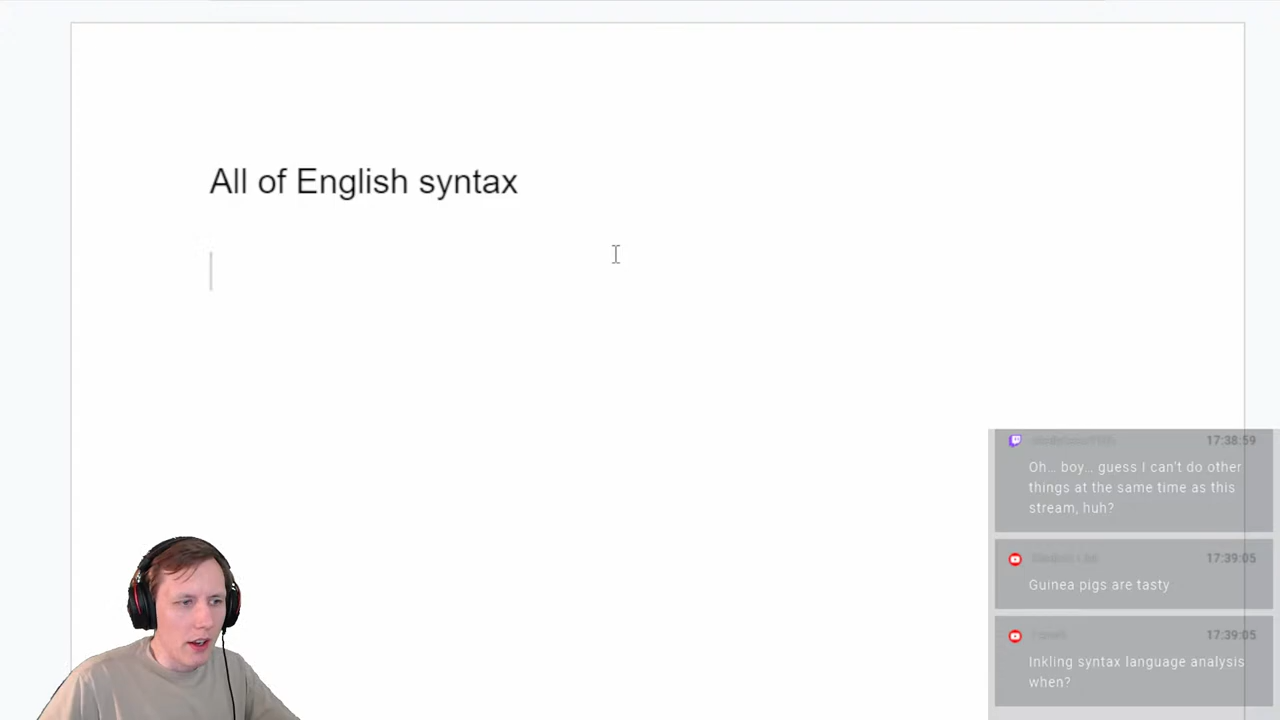 All of English syntax
17:38:59
Oh... boy... guess I can't do other
things at the same time as this
stream, huh?
17:39:05
Guinea pigs are tasty
17:39:05
Inkling syntax language analysis
when?